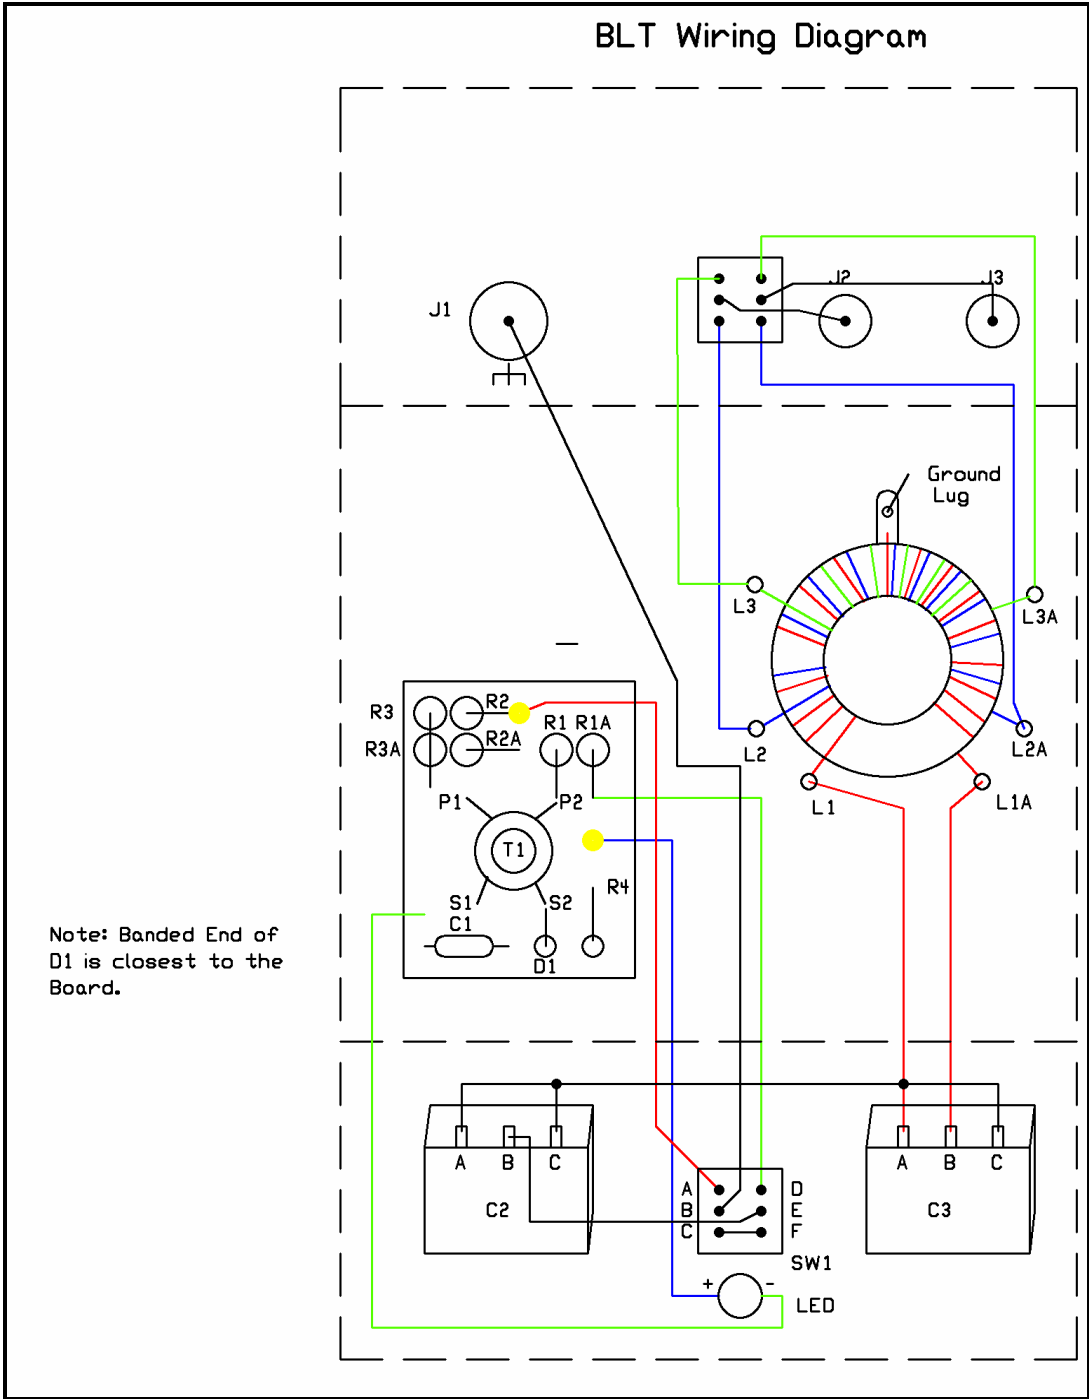 BLT Wiring Diagram
J1
J2
J3
Ground
Lug
L3
L3A
L2
L2A
L1
L1A
R3
R2
R3A
R2A
R1
R1A
P1
P2
T1
S1
S2
R4
C1
D1
Note: Banded End of
D1 is closest to the
Board.
A
B
C
C2
A
B
C
C3
A
D
B
E
C
F
SW1
+
-
LED